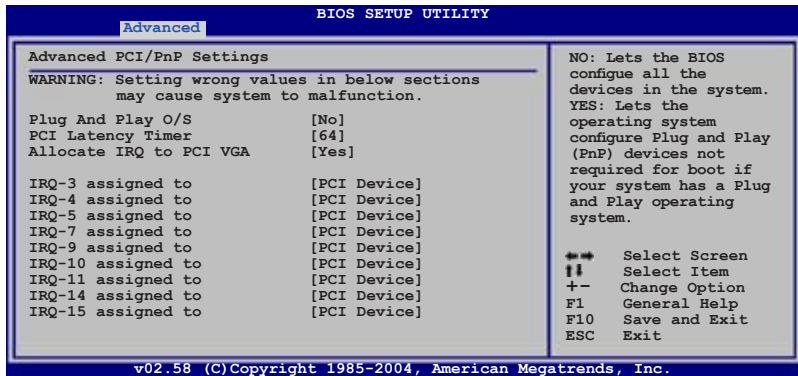 BIOS SETUP UTILITY
Advanced
Advanced PCI/PnP Settings
WARNING: Setting wrong values in below sections
may cause system to malfunction.
Plug And Play O/S [No]
PCI Latency Timer [64]
Allocate IRQ to PCI VGA [Yes]
IRQ-3 assigned to [PCI Device]
IRQ-4 assigned to [PCI Device]
IRQ-5 assigned to [PCI Device]
IRQ-7 assigned to [PCI Device]
IRQ-9 assigned to [PCI Device]
IRQ-10 assigned to [PCI Device]
IRQ-11 assigned to [PCI Device]
IRQ-14 assigned to [PCI Device]
IRQ-15 assigned to [PCI Device]
NO: Lets the BIOS
configue all the
devices in the system.
YES: Lets the
operating system
configure Plug and Play
(PnP) devices not
required for boot if
your system has a Plug
and Play operating
system.
←→ Select Screen
↑↓ Select Item
+- Change Option
F1 General Help
F10 Save and Exit
ESC Exit
v02.58 (C)Copyright 1985-2004, American Megatrends, Inc.